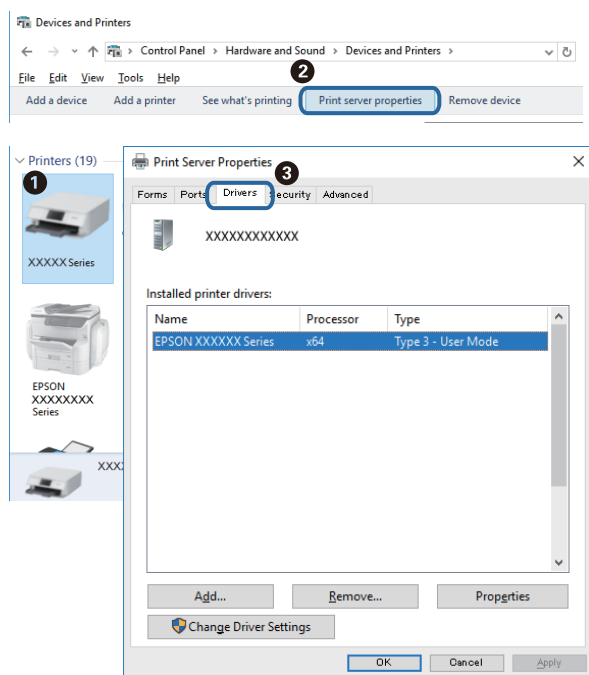 Devices and Printers
Control Panel > Hardware and Sound > Devices and Printers >
2
File Edit View Tools Help
Add a device Add a printer See what's printing Print server properties Remove device
Printers (19)
1
XXXXX Series
EPSON
XXXXXXXX
Series
XXX
Print Server Properties
3
Forms Ports Drivers Security Advanced
XXXXXXXXXXXX
Installed printer drivers:
Name Processor Type
EPSON XXXXXX Series x64 Type 3 - User Mode
Add... Remove... Properties
Change Driver Settings
OK Cancel Apply